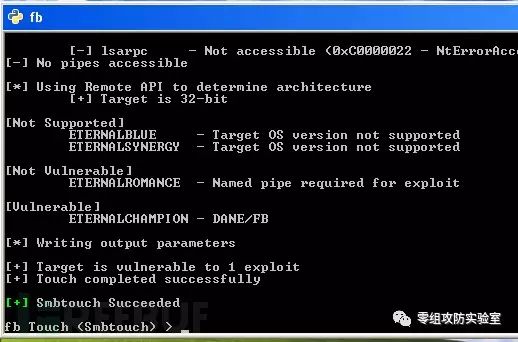 fb
[-] lsarpc - Not accessible (0xC0000022 - NtErrorAcce
[-] No pipes accessible
[*] Using Remote API to determine architecture
[+] Target is 32-bit
[Not Supported]
ETERNALBLUE - Target OS version not supported
ETERNALSYNERGY - Target OS version not supported
[Not Vulnerable]
ETERNALROMANCE - Named pipe required for exploit
[Vulnerable]
ETERNALCHAMPION - DANE/FB
[*] Writing output parameters
[+] Target is vulnerable to 1 exploit
[+] Touch completed successfully
[+] Smbtouch Succeeded
fb Touch (Smbtouch) > _
零组攻防实验室